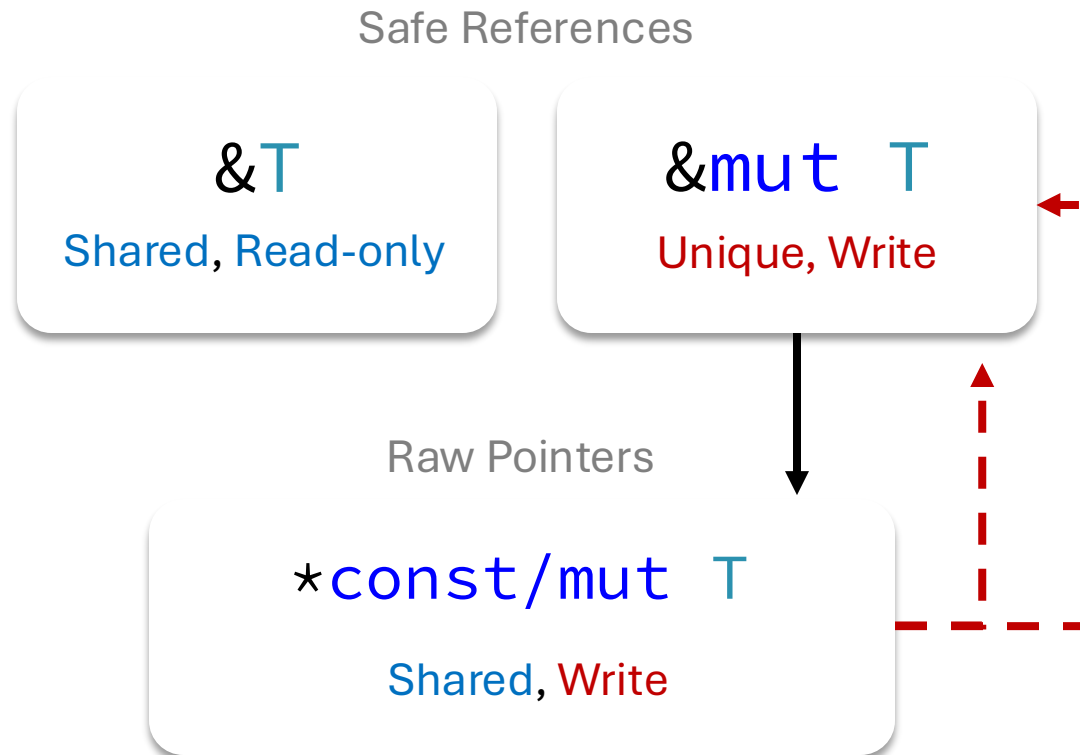 Safe References
&T
Shared, Read-only
&mut T
Unique, Write
Raw Pointers
*const/mut T
Shared, Write